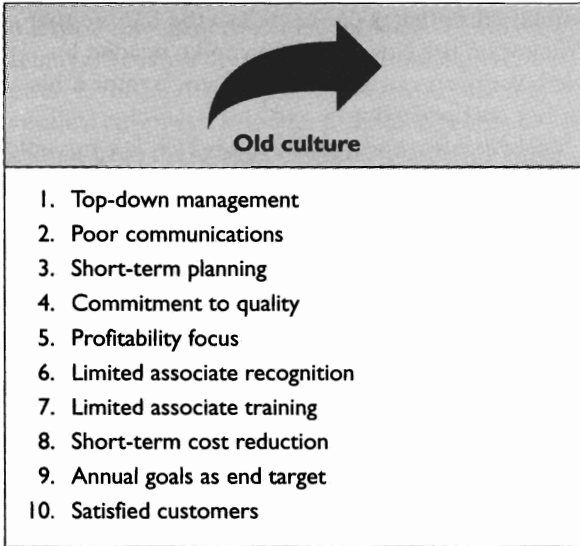 Old culture
1. Top-down management
2. Poor communications
3. Short-term planning
4. Commitment to quality
5. Profitability focus
6. Limited associate recognition
7. Limited associate training
8. Short-term cost reduction
9. Annual goals as end target
10. Satisfied customers